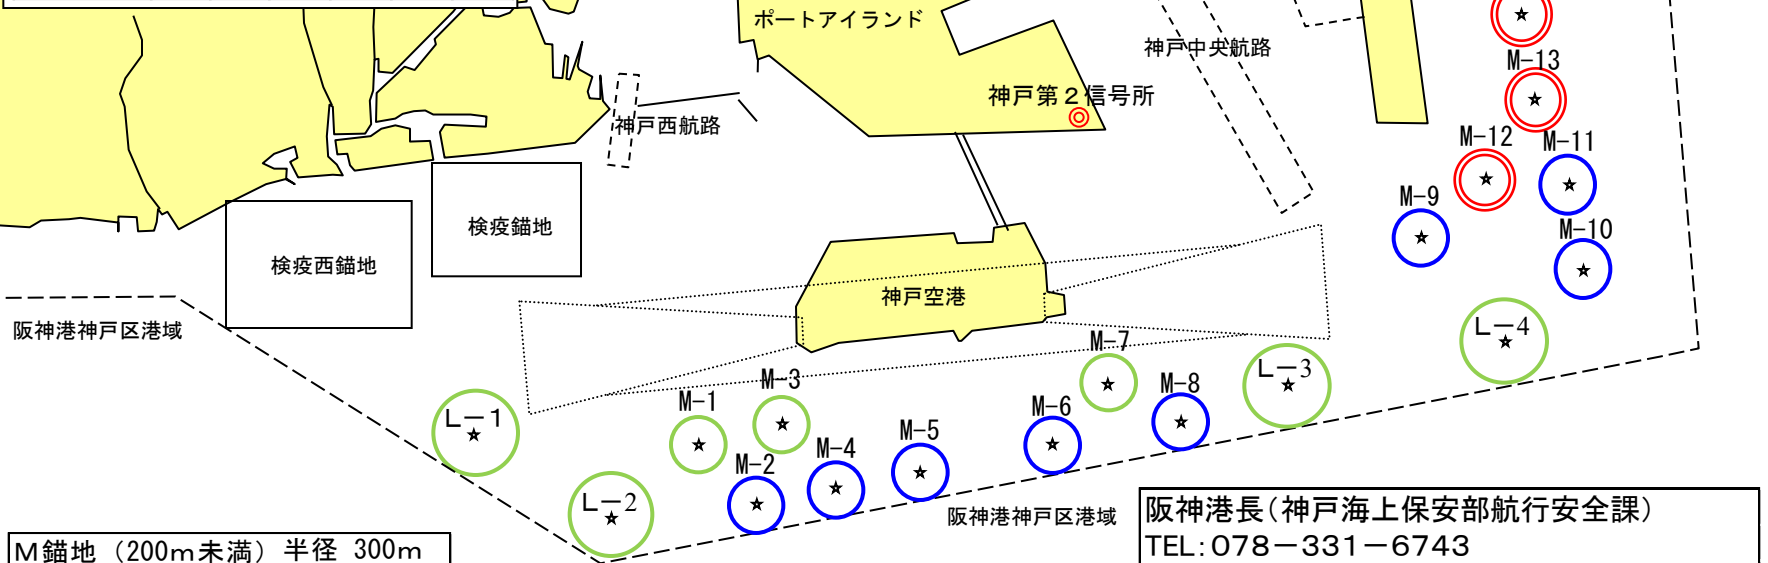 ポートアイランド
神戸中央航路
M-13
神戸第2信号所
神戸西航路
M-12
M-11
M-9
M-10
検疫錨地
検疫西錨地
神戸空港
阪神港神戸区港域
L-4
M-7
L-3
M-3
M-8
M-1
M-6
L-1
M-5
M-4
M-2
L-2
阪神港神戸区港域
阪神港長(神戸海上保安部航行安全課)
TEL:078-331-6743
M錨地 (200m未満) 半径 300m